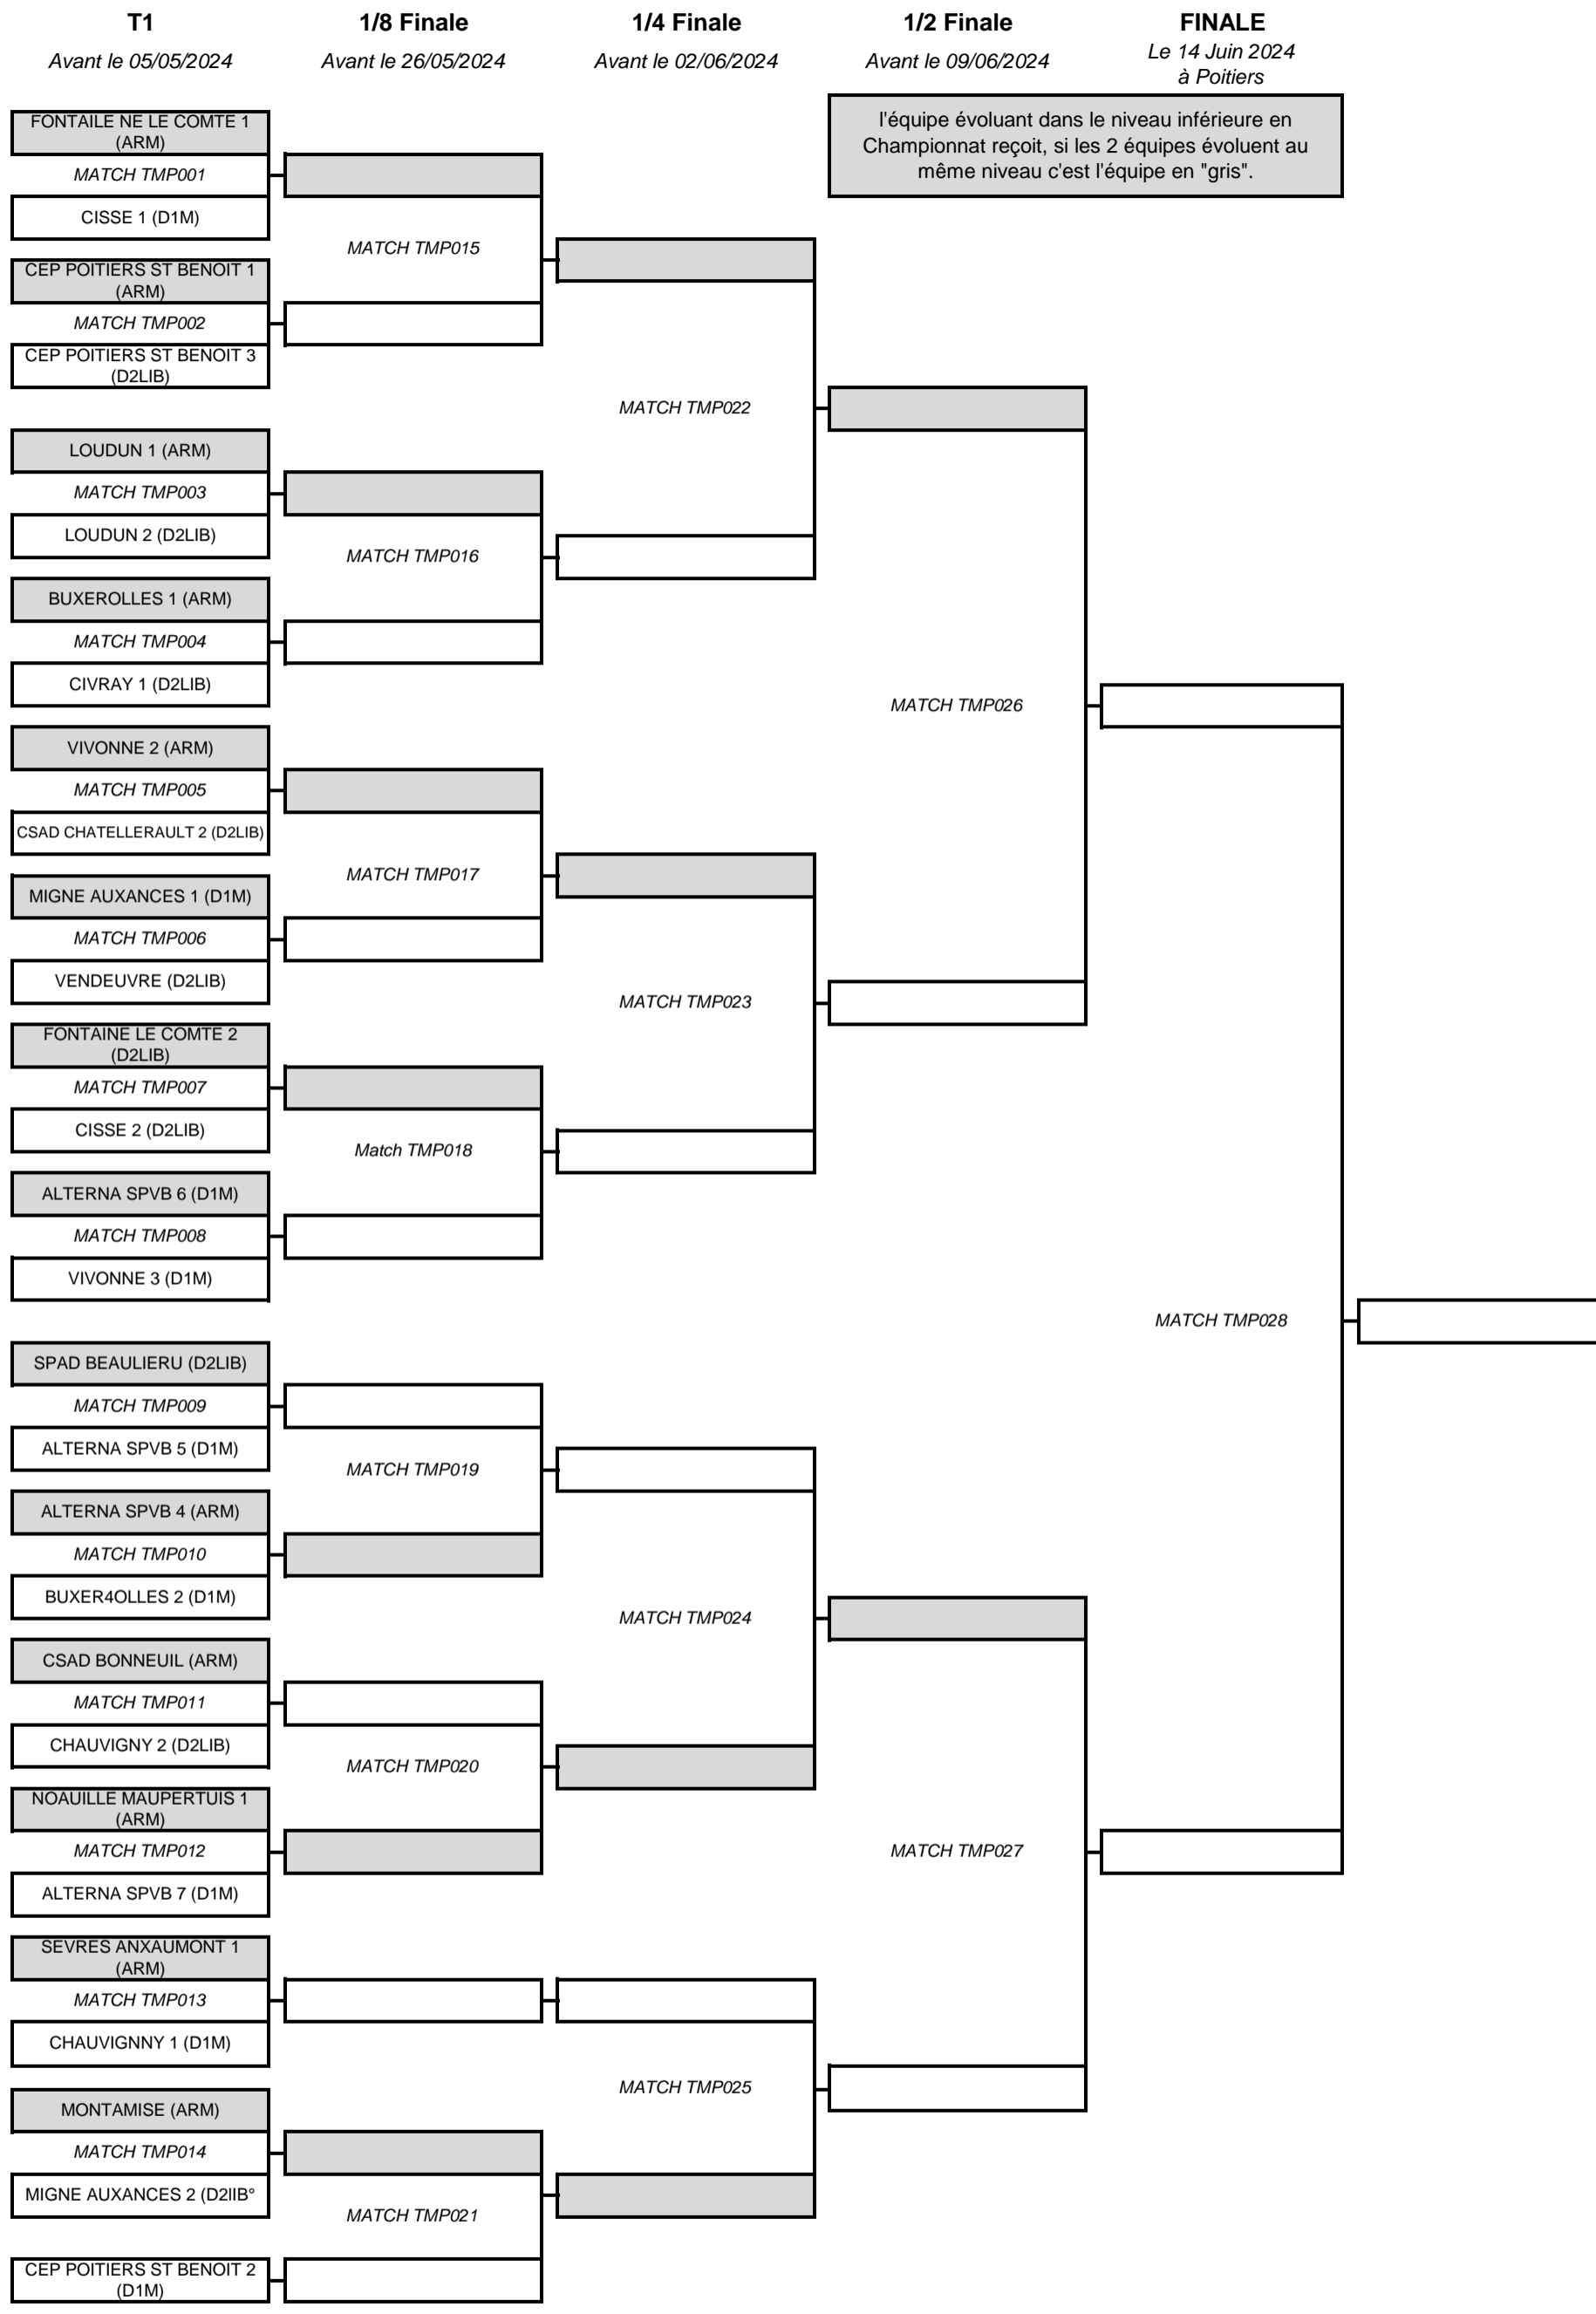 T1
Avant le 05/05/2024
1/8 Finale
Avant le 26/05/2024
1/4 Finale
Avant le 02/06/2024
1/2 Finale
Avant le 09/06/2024
FINALE
Le 14 Juin 2024
à Poitiers
l'équipe évoluant dans le niveau inférieure en
Championnat reçoit, si les 2 équipes évoluent au
même niveau c'est l'équipe en "gris".
FONTAILE NE LE COMTE 1
(ARM)
MATCH TMP001
CISSE 1 (D1M)
CEP POITIERS ST BENOIT 1
(ARM)
MATCH TMP002
CEP POITIERS ST BENOIT 3
(D2LIB)
LOUDUN 1 (ARM)
MATCH TMP003
LOUDUN 2 (D2LIB)
BUXEROLLES 1 (ARM)
MATCH TMP004
CIVRAY 1 (D2LIB)
VIVONNE 2 (ARM)
MATCH TMP005
CSAD CHATELLERAULT 2 (D2LIB)
MIGNE AUXANCES 1 (D1M)
MATCH TMP006
VENDEUVRE (D2LIB)
FONTAINE LE COMTE 2
(D2LIB)
MATCH TMP007
CISSE 2 (D2LIB)
ALTERNA SPVB 6 (D1M)
MATCH TMP008
VIVONNE 3 (D1M)
SPAD BEAULIERU (D2LIB)
MATCH TMP009
ALTERNA SPVB 5 (D1M)
ALTERNA SPVB 4 (ARM)
MATCH TMP010
BUXER4OLLES 2 (D1M)
CSAD BONNEUIL (ARM)
MATCH TMP011
CHAUVIGNY 2 (D2LIB)
NOAUILLE MAUPERTUIS 1
(ARM)
MATCH TMP012
ALTERNA SPVB 7 (D1M)
SEVRES ANXAUMONT 1
(ARM)
MATCH TMP013
CHAUVIGNNY 1 (D1M)
MONTAMISE (ARM)
MATCH TMP014
MIGNE AUXANCES 2 (D2lIB°
CEP POITIERS ST BENOIT 2
(D1M)
MATCH TMP015
MATCH TMP016
MATCH TMP017
Match TMP018
MATCH TMP019
MATCH TMP020
MATCH TMP021
MATCH TMP022
MATCH TMP023
MATCH TMP024
MATCH TMP025
MATCH TMP026
MATCH TMP027
MATCH TMP028